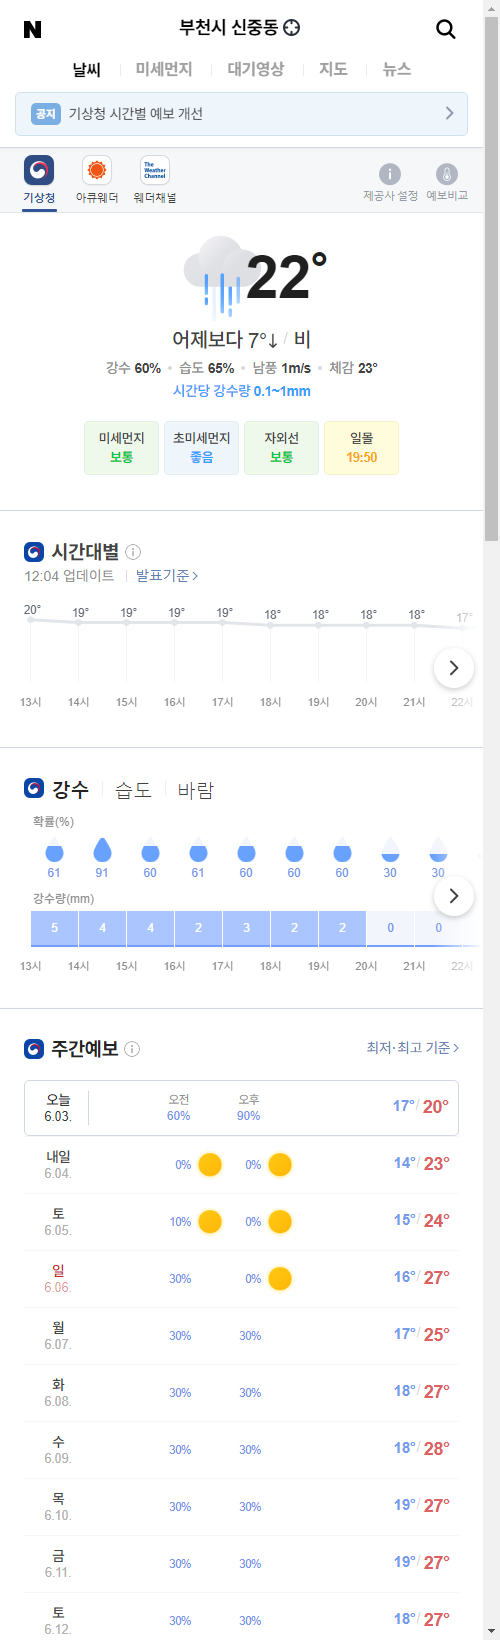 N 부천시 신중동
날씨 미세먼지 대기영상 지도 뉴스
공지 기상청 시간별 예보 개선
The Weather Channel
기상청 아큐웨더 웨더채널 제공사 설정 예보비교
22°
어제보다 7°↓ / 비
강수 60% 습도 65% 남풍 1m/s 체감 23°
시간당 강수량 0.1~1mm
미세먼지 초미세먼지 자외선 일몰
보통 좋음 보통 19:50
시간대별
12:04 업데이트 발표기준
20° 19° 19° 19° 19° 18° 18° 18° 18° 17°
13시 14시 15시 16시 17시 18시 19시 20시 21시 22시
강수 습도 바람
확률(%)
61 91 60 61 60 60 60 30 30
강수량(mm)
5 4 4 2 3 2 2 0 0
13시 14시 15시 16시 17시 18시 19시 20시 21시 22시
주간예보 최저·최고 기준
오늘 오전 오후
6.03. 60% 90% 17°/ 20°
내일
6.04. 0% 0% 14°/ 23°
토
6.05. 10% 0% 15°/ 24°
일
6.06. 30% 0% 16°/ 27°
월
6.07. 30% 30% 17°/ 25°
화
6.08. 30% 30% 18°/ 27°
수
6.09. 30% 30% 18°/ 28°
목
6.10. 30% 30% 19°/ 27°
금
6.11. 30% 30% 19°/ 27°
토
6.12. 30% 30% 18°/ 27°